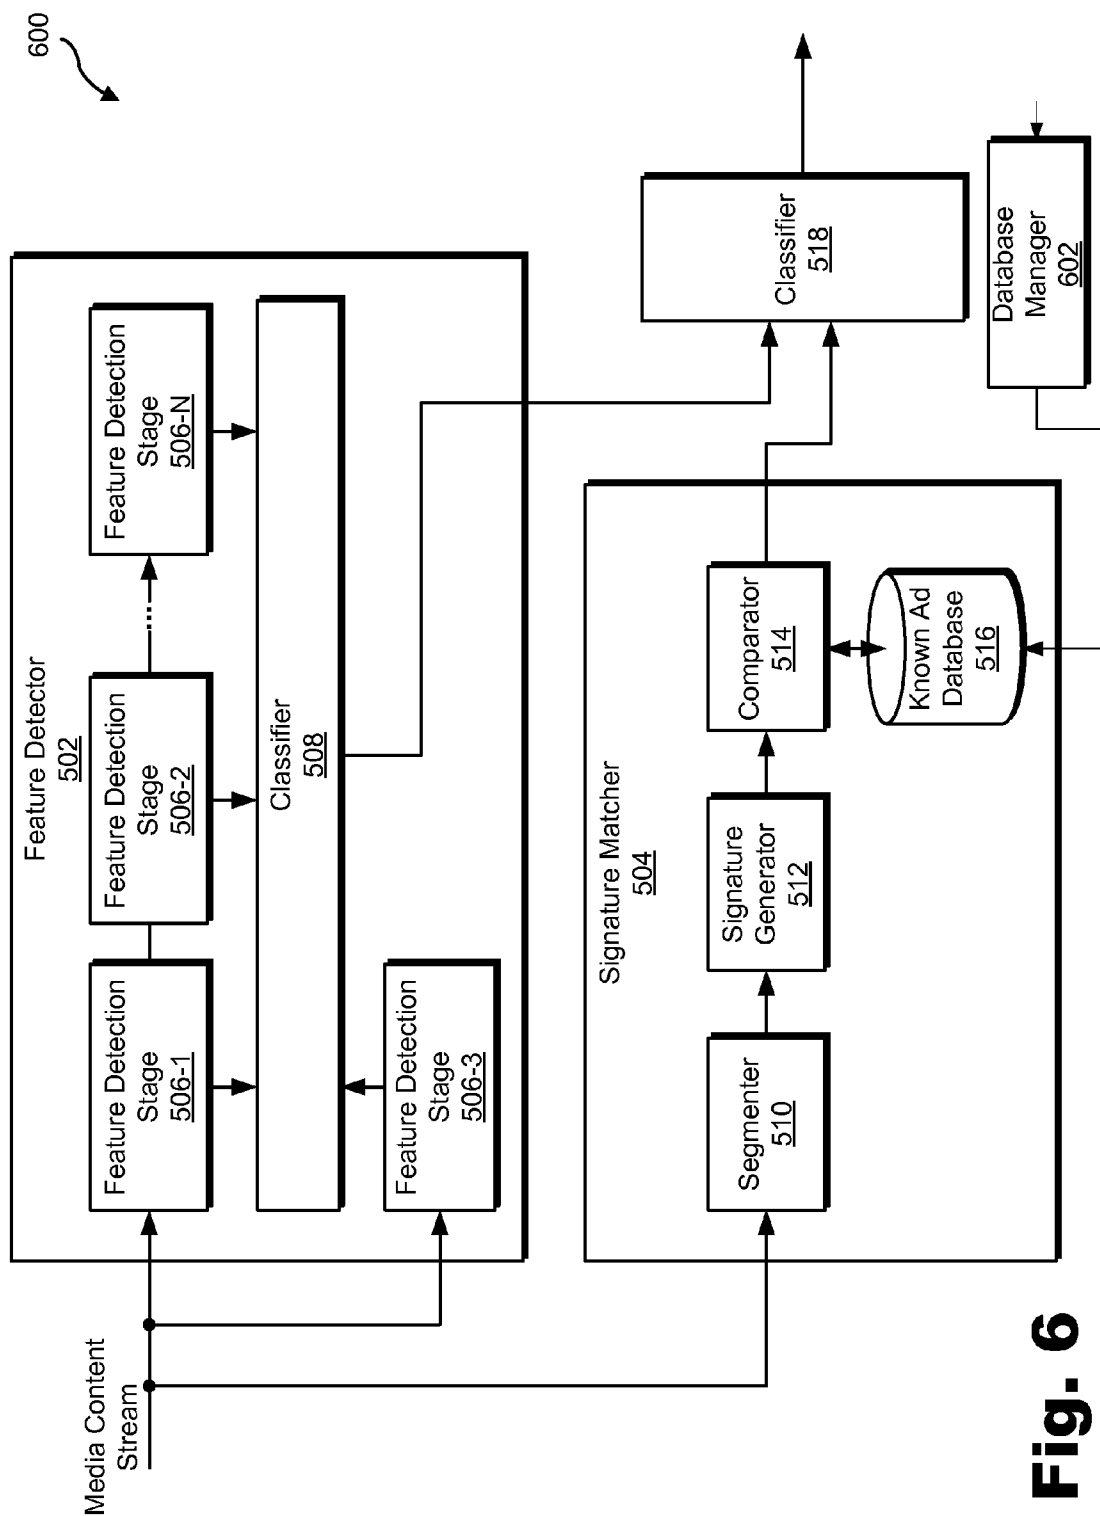 600
Media Content
Stream
Feature Detector
502
Feature Detection
Stage
506-1
Feature Detection
Stage
506-2
....
Feature Detection
Stage
506-N
Classifier
508
Feature Detection
Stage
506-3
Signature Matcher
504
Segmenter
510
Signature
Generator
512
Comparator
514
Known Ad
Database
516
Classifier
518
Database
Manager
602
Fig. 6